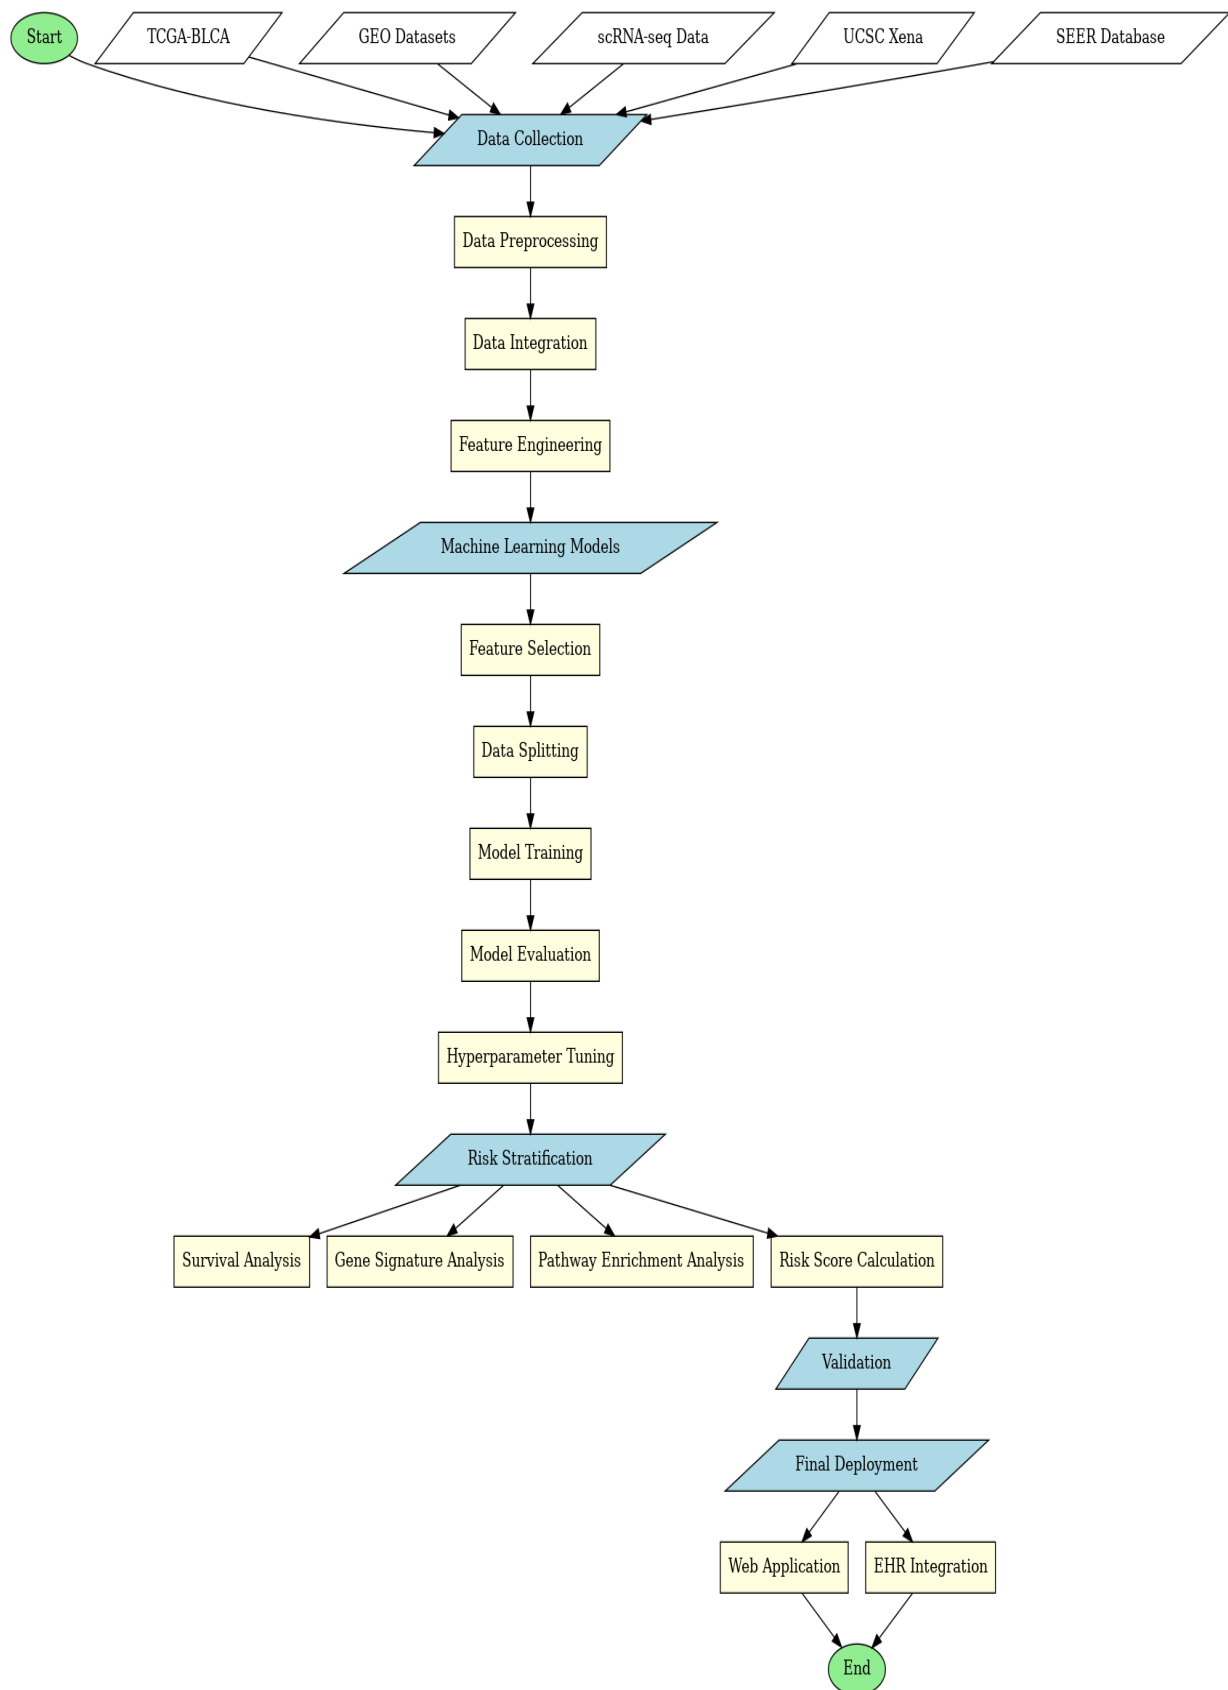 Start
TCGA-BLCA
GEO Datasets
scRNA-seq Data
UCSC Xena
SEER Database
Data Collection
Data Preprocessing
Data Integration
Feature Engineering
Machine Learning Models
Feature Selection
Data Splitting
Model Training
Model Evaluation
Hyperparameter Tuning
Risk Stratification
Survival Analysis
Gene Signature Analysis
Pathway Enrichment Analysis
Risk Score Calculation
Validation
Final Deployment
Web Application
EHR Integration
End